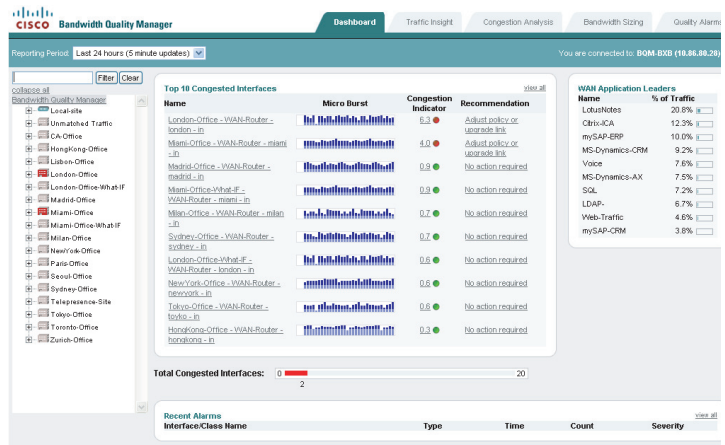 CISCO Bandwidth Quality Manager
Dashboard Traffic Insight Congestion Analysis Bandwidth Sizing Quality Alarms
Reporting Period: Last 24 hours (5 minute updates)
You are connected to: BQM-BXB (10.86.80.28)
Filter Clear
collapse all
Bandwidth Quality Manager
Local-site
Unmatched Traffic
CA-Office
HongKong-Office
Lisbon-Office
London-Office
London-Office-What-IF
Madrid-Office
Miami-Office
Miami-Office-What-IF
Milan-Office
NewYork-Office
Paris-Office
Seoul-Office
Sydney-Office
Telepresence-Site
Tokyo-Office
Toronto-Office
Zurich-Office
Top 10 Congested Interfaces view all
Name Micro Burst Congestion Indicator Recommendation
London-Office - WAN-Router - london - in 6.3 Adjust policy or upgrade link
Miami-Office - WAN-Router - miami - in 4.0 Adjust policy or upgrade link
Madrid-Office - WAN-Router - madrid - in 0.9 No action required
Miami-Office-What-IF - WAN-Router - miami - in 0.9 No action required
Milan-Office - WAN-Router - milan - in 0.7 No action required
Sydney-Office - WAN-Router - sydney - in 0.7 No action required
London-Office-What-IF - WAN-Router - london - in 0.6 No action required
NewYork-Office - WAN-Router - newyork - in 0.6 No action required
Tokyo-Office - WAN-Router - toyko - in 0.6 No action required
HongKong-Office - WAN-Router - hongkong - in 0.3 No action required
WAN Application Leaders
Name % of Traffic
LotusNotes 20.8%
Citrix-ICA 12.3%
mySAP-ERP 10.0%
MS-Dynamics-CRM 9.2%
Voice 7.6%
MS-Dynamics-AX 7.5%
SQL 7.2%
LDAP- 6.7%
Web-Traffic 4.6%
mySAP-CRM 3.8%
Total Congested Interfaces: 0 20
2
Recent Alarms view all
Interface/Class Name Type Time Count Severity